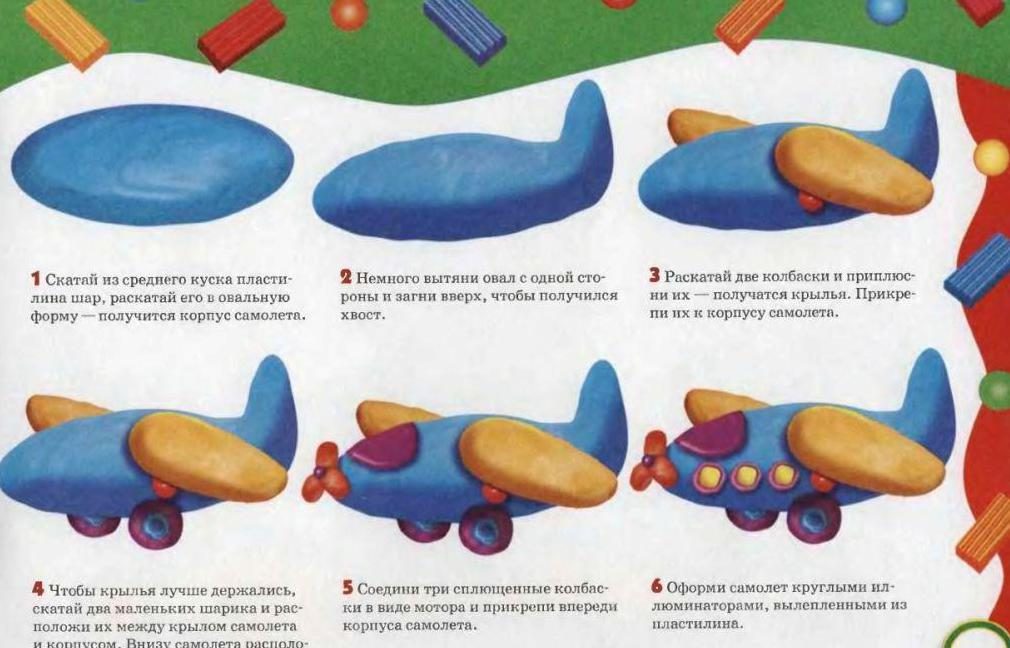 1 Скатай из среднего куска пласти-
лина шар, раскатай его в овальную
форму — получится корпус самолета.
2 Немного вытяни овал с одной сто-
роны и загни вверх, чтобы получился
хвост.
3 Раскатай две колбаски и приплюс-
ни их — получатся крылья. Прикре-
пи их к корпусу самолета.
4 Чтобы крылья лучше держались,
скатай два маленьких шарика и рас-
положи их между крылом самолета
и корпусом. Внизу самолета располо-
5 Соедини три сплющенные колбас-
ки в виде мотора и прикрепи впереди
корпуса самолета.
6 Оформи самолет круглыми ил-
люминаторами, вылепленными из
пластилина.